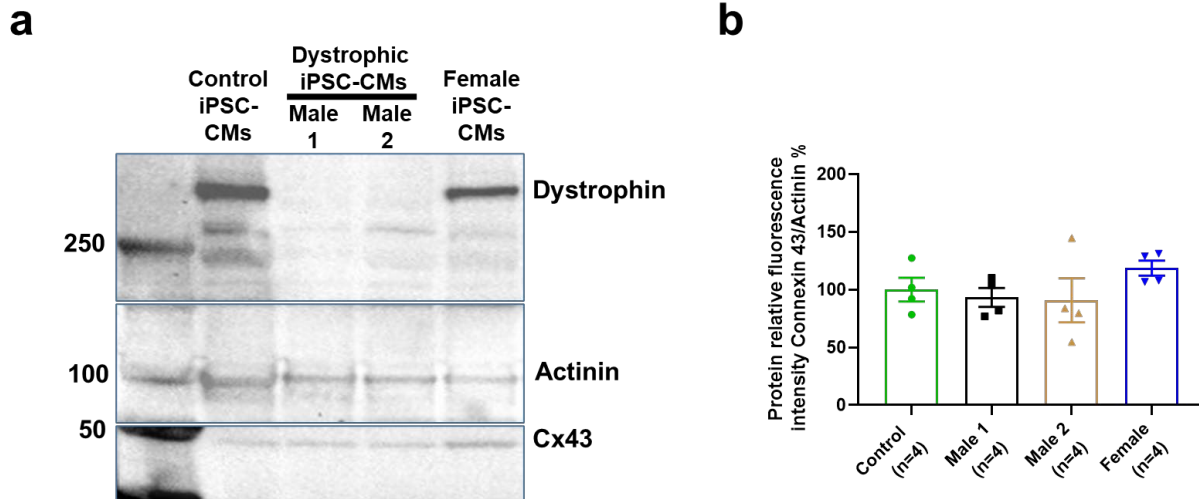 a
Control
iPSC-
CMs
Dystrophic
iPSC-CMs
Male
1
Male
2
Female
iPSC-
CMs
250
Dystrophin
100
Actinin
50
Cx43
b
Protein relative fluorescence
intensity Connexin 43/Actinin %
200
150
100
50
0
Control
(n=4)
Male 1
(n=4)
Male 2
(n=4)
Female
(n=4)